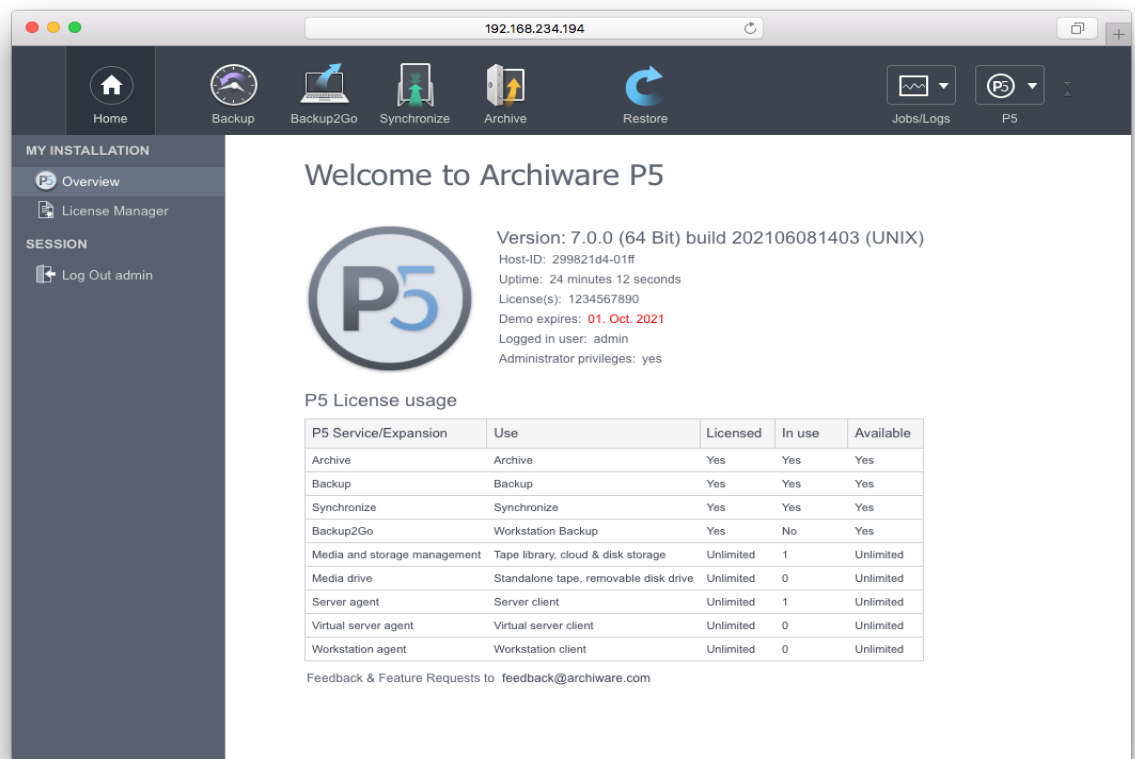 192.168.234.194
Home Backup Backup2Go Synchronize Archive Restore Jobs/Logs P5 P5
MY INSTALLATION
P5 Overview
License Manager
SESSION
Log Out admin
Welcome to Archiware P5
P5
Version: 7.0.0 (64 Bit) build 202106081403 (UNIX)
Host-ID: 299821d4-01ff
Uptime: 24 minutes 12 seconds
License(s): 1234567890
Demo expires: 01. Oct. 2021
Logged in user: admin
Administrator privileges: yes
P5 License usage
P5 Service/Expansion Use Licensed In use Available
Archive Archive Yes Yes Yes
Backup Backup Yes Yes Yes
Synchronize Synchronize Yes Yes Yes
Backup2Go Workstation Backup Yes No Yes
Media and storage management Tape library, cloud & disk storage Unlimited 1 Unlimited
Media drive Standalone tape, removable disk drive Unlimited 0 Unlimited
Server agent Server client Unlimited 1 Unlimited
Virtual server agent Virtual server client Unlimited 0 Unlimited
Workstation agent Workstation client Unlimited 0 Unlimited
Feedback & Feature Requests to feedback@archiware.com